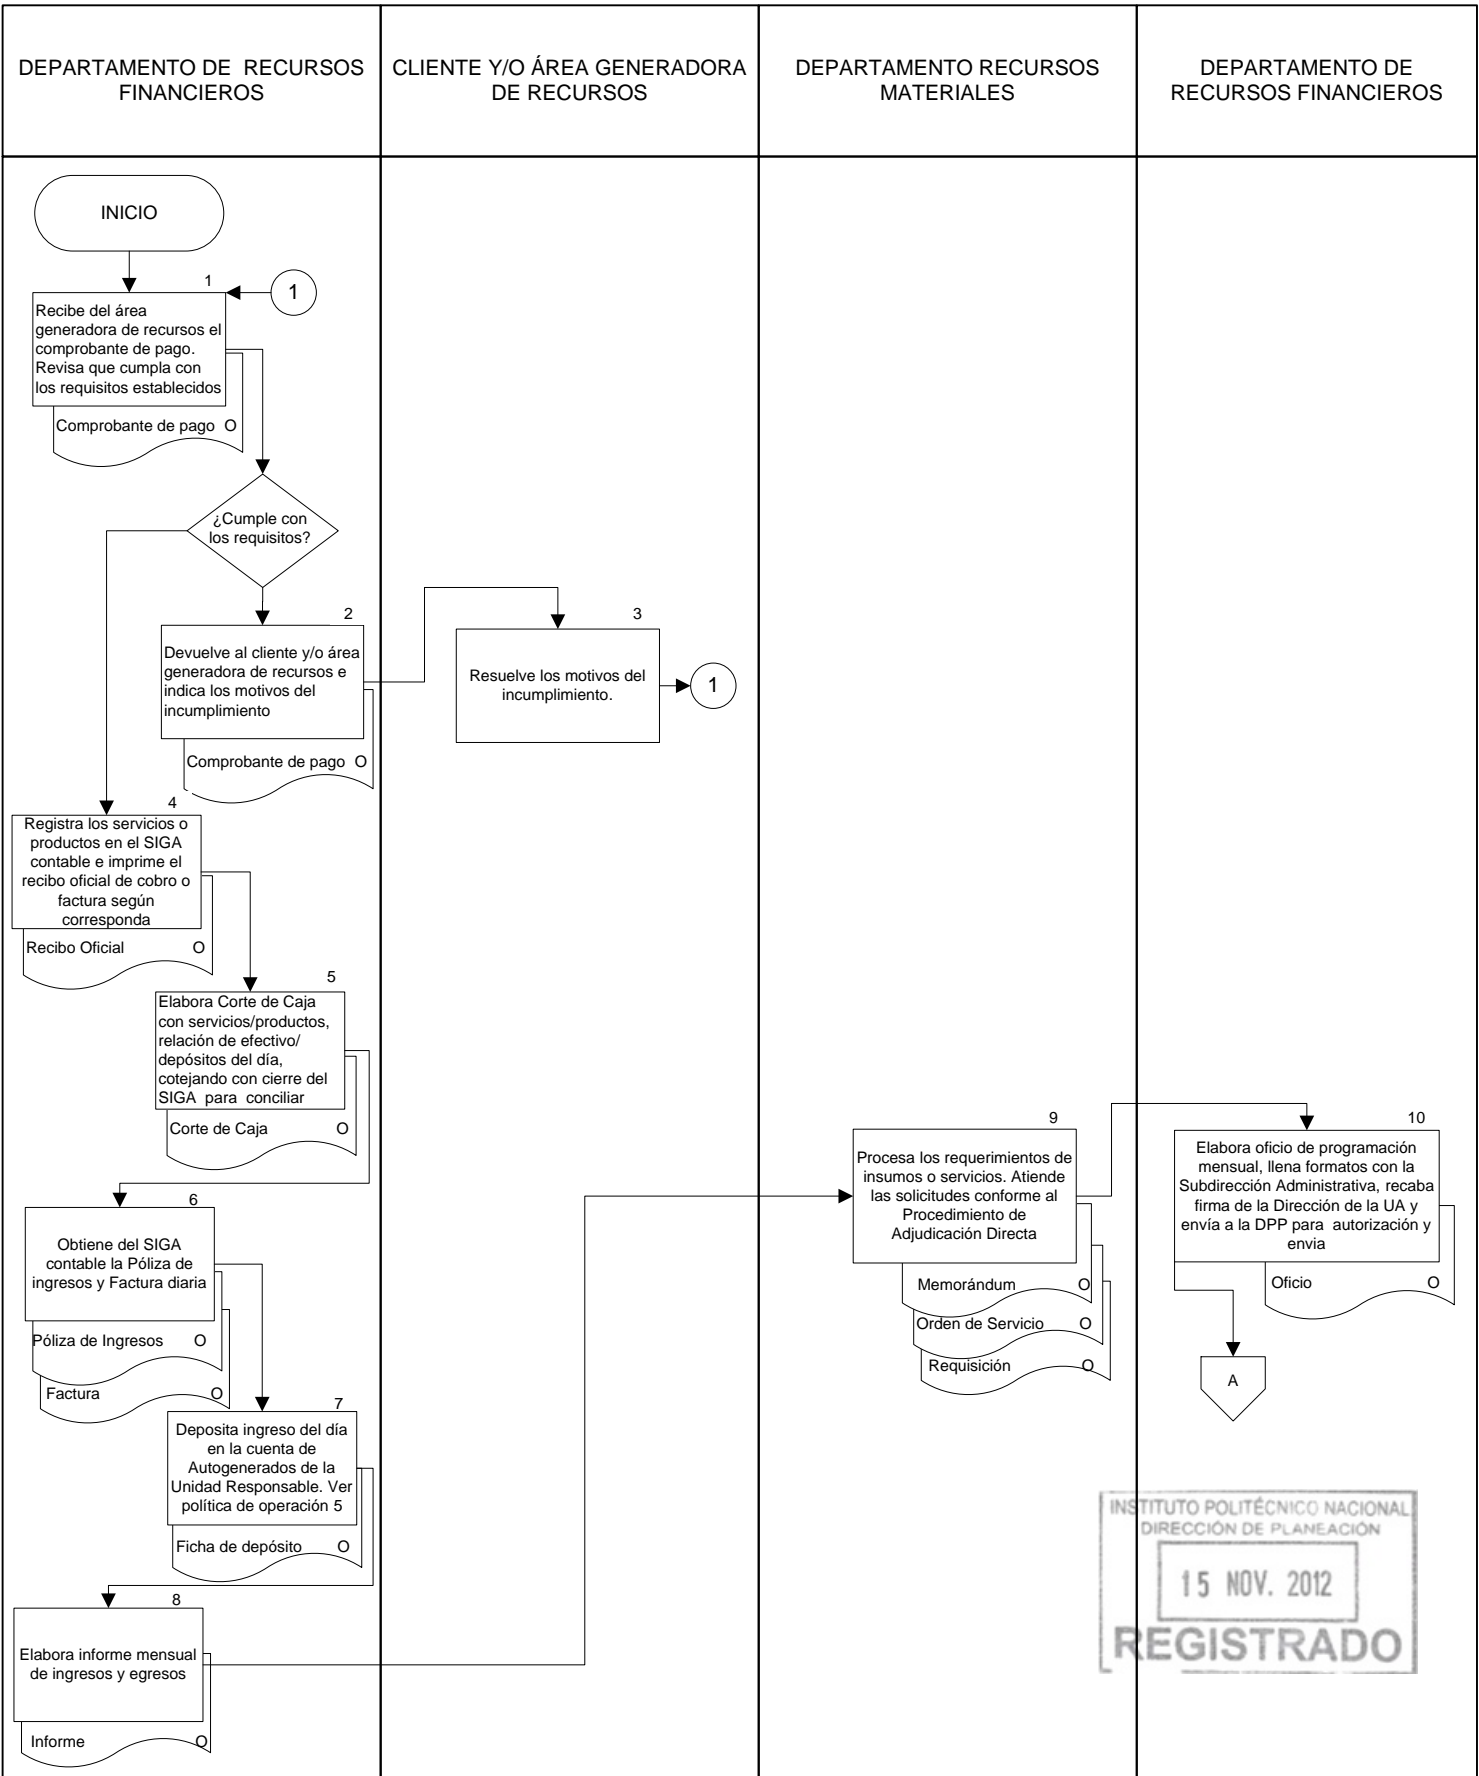 DEPARTAMENTO DE RECURSOS
FINANCIEROS
CLIENTE Y/O ÁREA GENERADORA
DE RECURSOS
DEPARTAMENTO RECURSOS
MATERIALES
DEPARTAMENTO DE
RECURSOS FINANCIEROS
INICIO
1
1
Recibe del área
generadora de recursos el
comprobante de pago.
Revisa que cumpla con
los requisitos establecidos
Comprobante de pago O
¿Cumple con
los requisitos?
2
Devuelve al cliente y/o área
generadora de recursos e
indica los motivos del
incumplimiento
Comprobante de pago O
3
Resuelve los motivos del
incumplimiento.
1
4
Registra los servicios o
productos en el SIGA
contable e imprime el
recibo oficial de cobro o
factura según
corresponda
Recibo Oficial O
5
Elabora Corte de Caja
con servicios/productos,
relación de efectivo/
depósitos del día,
cotejando con cierre del
SIGA para conciliar
Corte de Caja O
6
Obtiene del SIGA
contable la Póliza de
ingresos y Factura diaria
Póliza de Ingresos O
Factura O
7
Deposita ingreso del día
en la cuenta de
Autogenerados de la
Unidad Responsable. Ver
política de operación 5
Ficha de depósito O
8
Elabora informe mensual
de ingresos y egresos
Informe O
9
Procesa los requerimientos de
insumos o servicios. Atiende
las solicitudes conforme al
Procedimiento de
Adjudicación Directa
Memorándum O
Orden de Servicio O
Requisición O
10
Elabora oficio de programación
mensual, llena formatos con la
Subdirección Administrativa, recaba
firma de la Dirección de la UA y
envía a la DPP para autorización y
envia
Oficio O
A
INSTITUTO POLITÉCNICO NACIONAL
DIRECCIÓN DE PLANEACIÓN
15 NOV. 2012
REGISTRADO